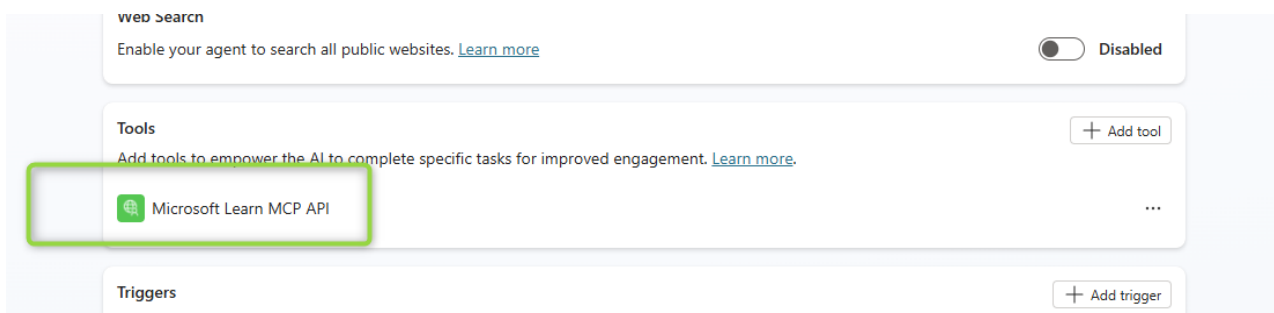 Web Search
Enable your agent to search all public websites. Learn more
Disabled
Tools
+ Add tool
Add tools to empower the AI to complete specific tasks for improved engagement. Learn more.
Microsoft Learn MCP API
...
Triggers
+ Add trigger